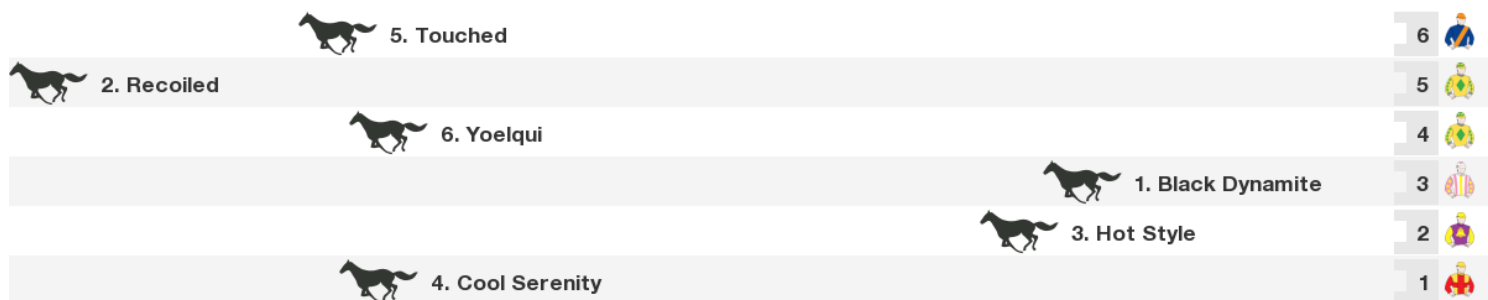 5. Touched 6
2. Recoiled 5
6. Yoelqui 4
1. Black Dynamite 3
3. Hot Style 2
4. Cool Serenity 1